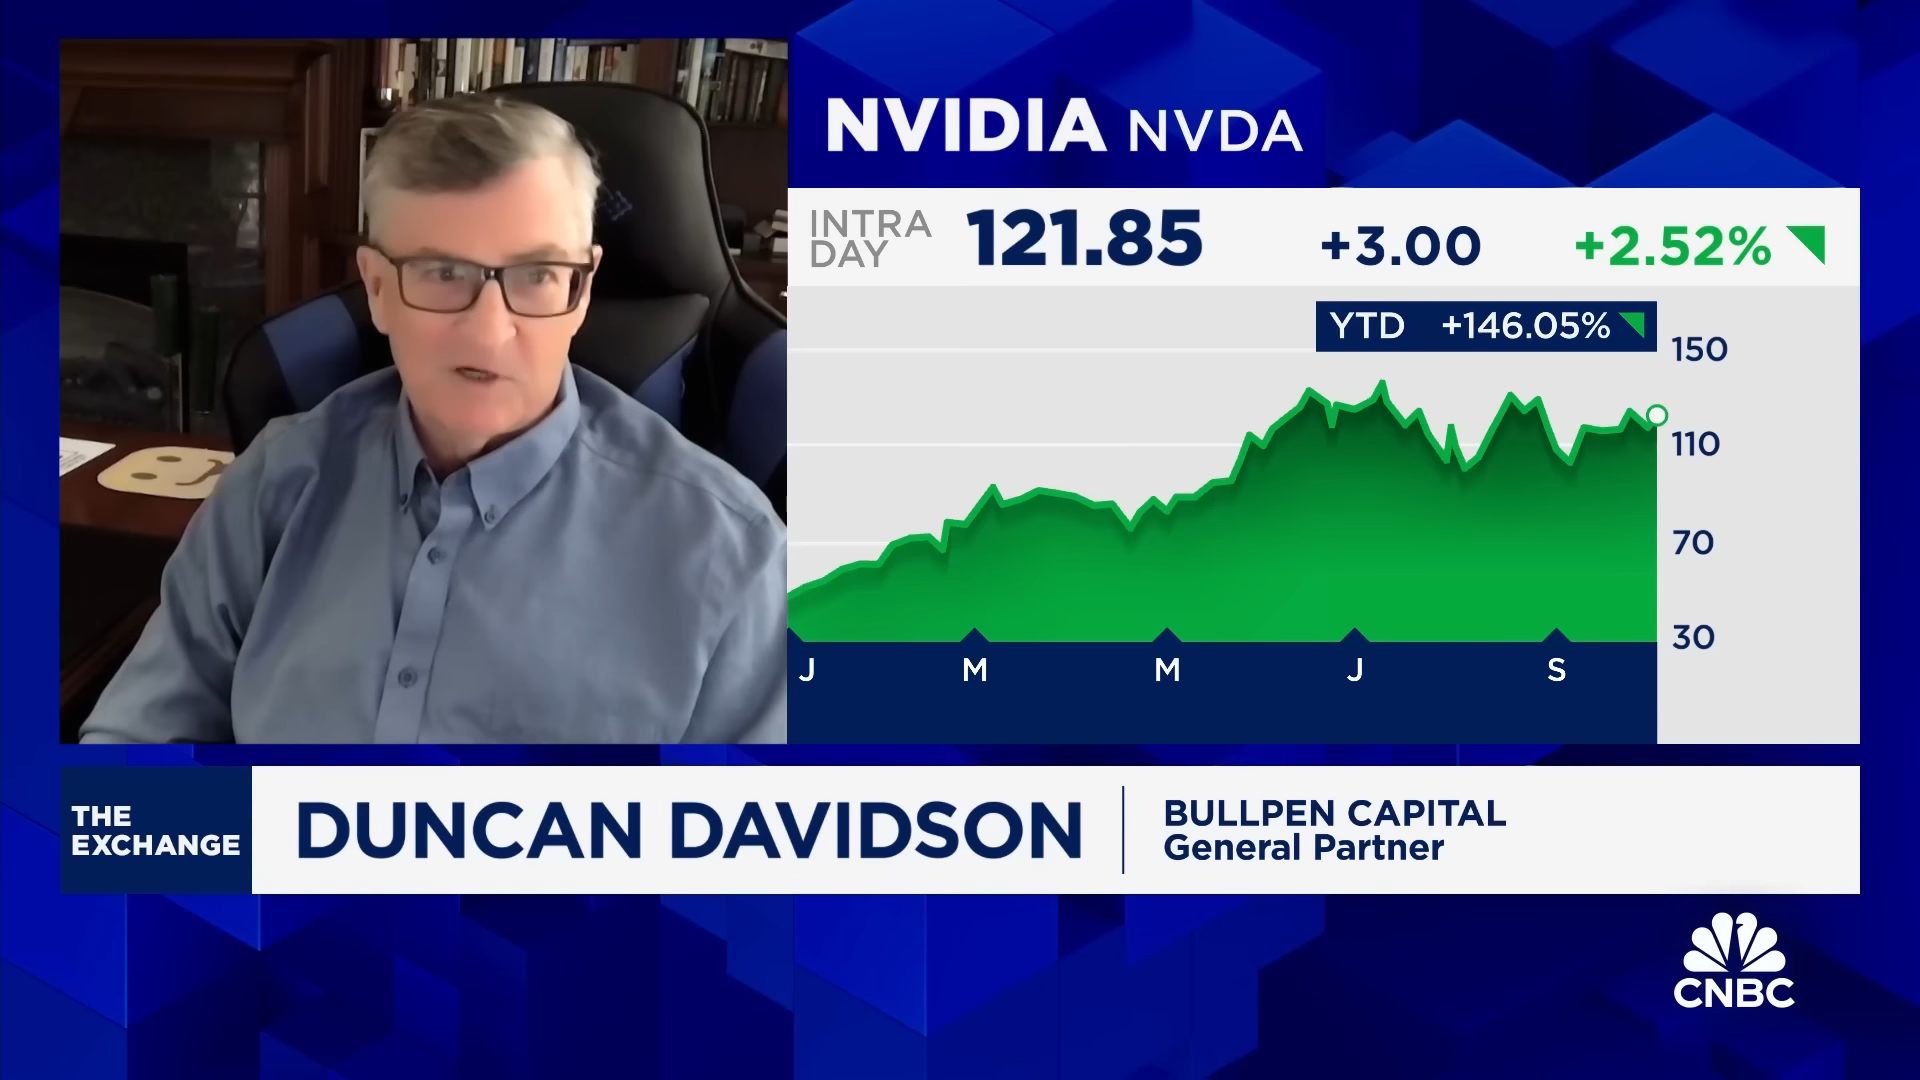 NVIDIA NVDA
INTRA
DAY
121.85
+3.00
+2.52%
YTD +146.05%
150
110
70
30
J
M
M
J
S
THE
EXCHANGE
DUNCAN DAVIDSON
BULLPEN CAPITAL
General Partner
CNBC